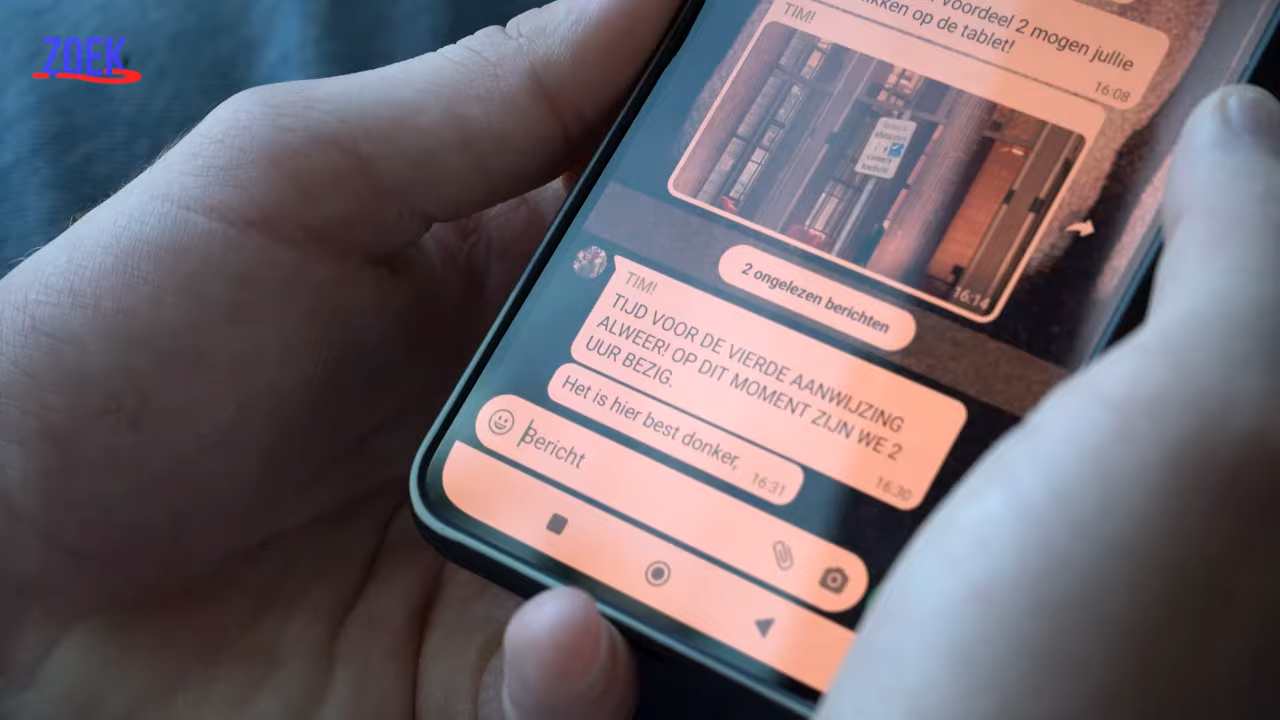 ZOEK
Voordeel 2 mogen jullie
ikken op de tablet!
16:08
TIM!
16:14
2 ongelezen berichten
TIM!
TIJD VOOR DE VIERDE AANWIJZING
ALWEER! OP DIT MOMENT ZIJN WE 2
UUR BEZIG.
16:30
Het is hier best donker,
16:31
Bericht